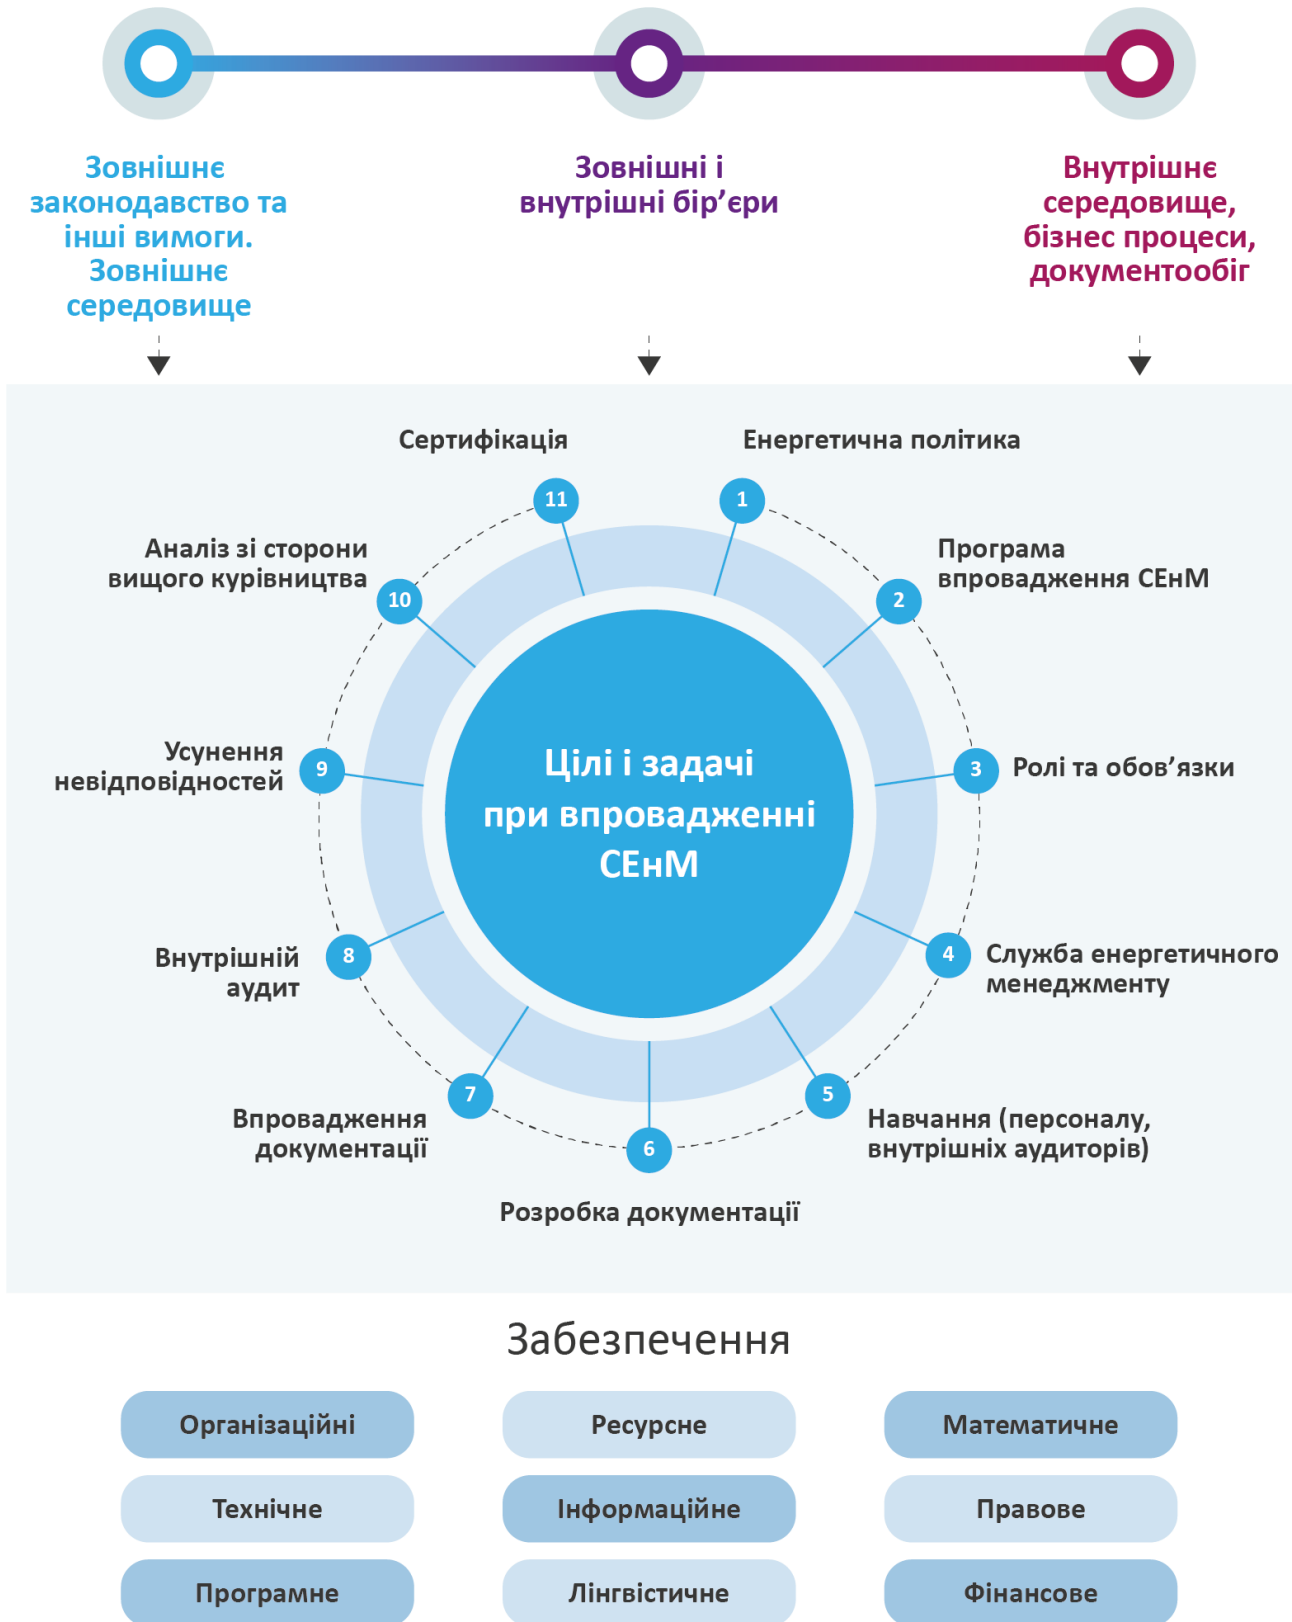 Зовнішнє
законодавство та
інші вимоги.
Зовнішнє
середовище
Зовнішні і
внутрішні бір’єри
Внутрішнє
середовище,
бізнес процеси,
документообіг
Сертифікація
11
Енергетична політика
1
Аналіз зі сторони
вищого курівництва
10
Програма
впровадження СЕнМ
2
Усунення
невідповідностей
9
Цілі і задачі
при впровадженні
СЕнМ
3
Ролі та обов’язки
Внутрішній
аудит
8
4
Служба енергетичного
менеджменту
Впровадження
документації
7
5
Навчання (персоналу,
внутрішніх аудиторів)
6
Розробка документації
Забезпечення
Організаційні
Ресурсне
Математичне
Технічне
Інформаційне
Правове
Програмне
Лінгвістичне
Фінансове